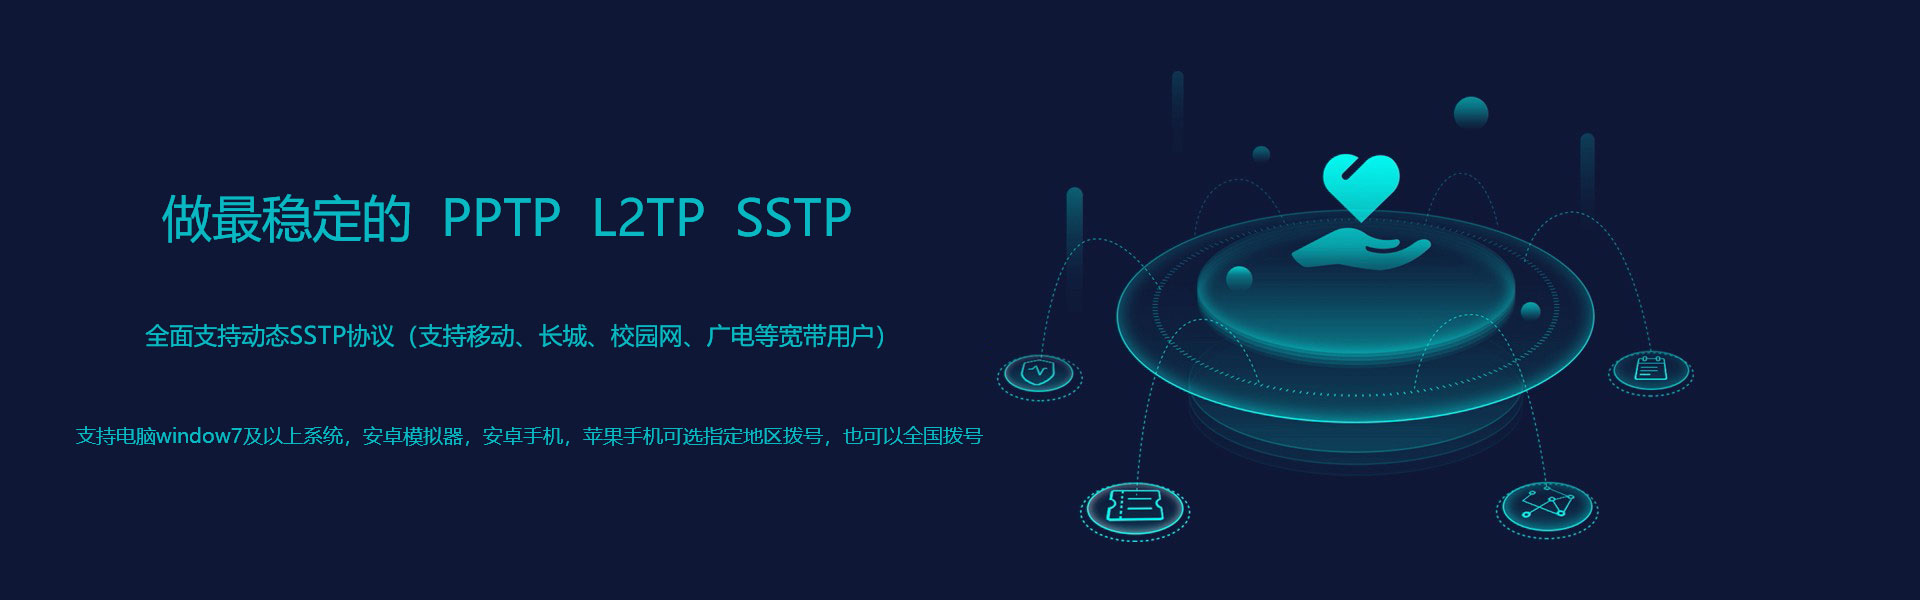 做最稳定的 PPTP L2TP SSTP
全面支持动态SSTP协议（支持移动、长城、校园网、广电等宽带用户）
支持电脑window7及以上系统，安卓模拟器，安卓手机，苹果手机可选指定地区拨号，也可以全国拨号